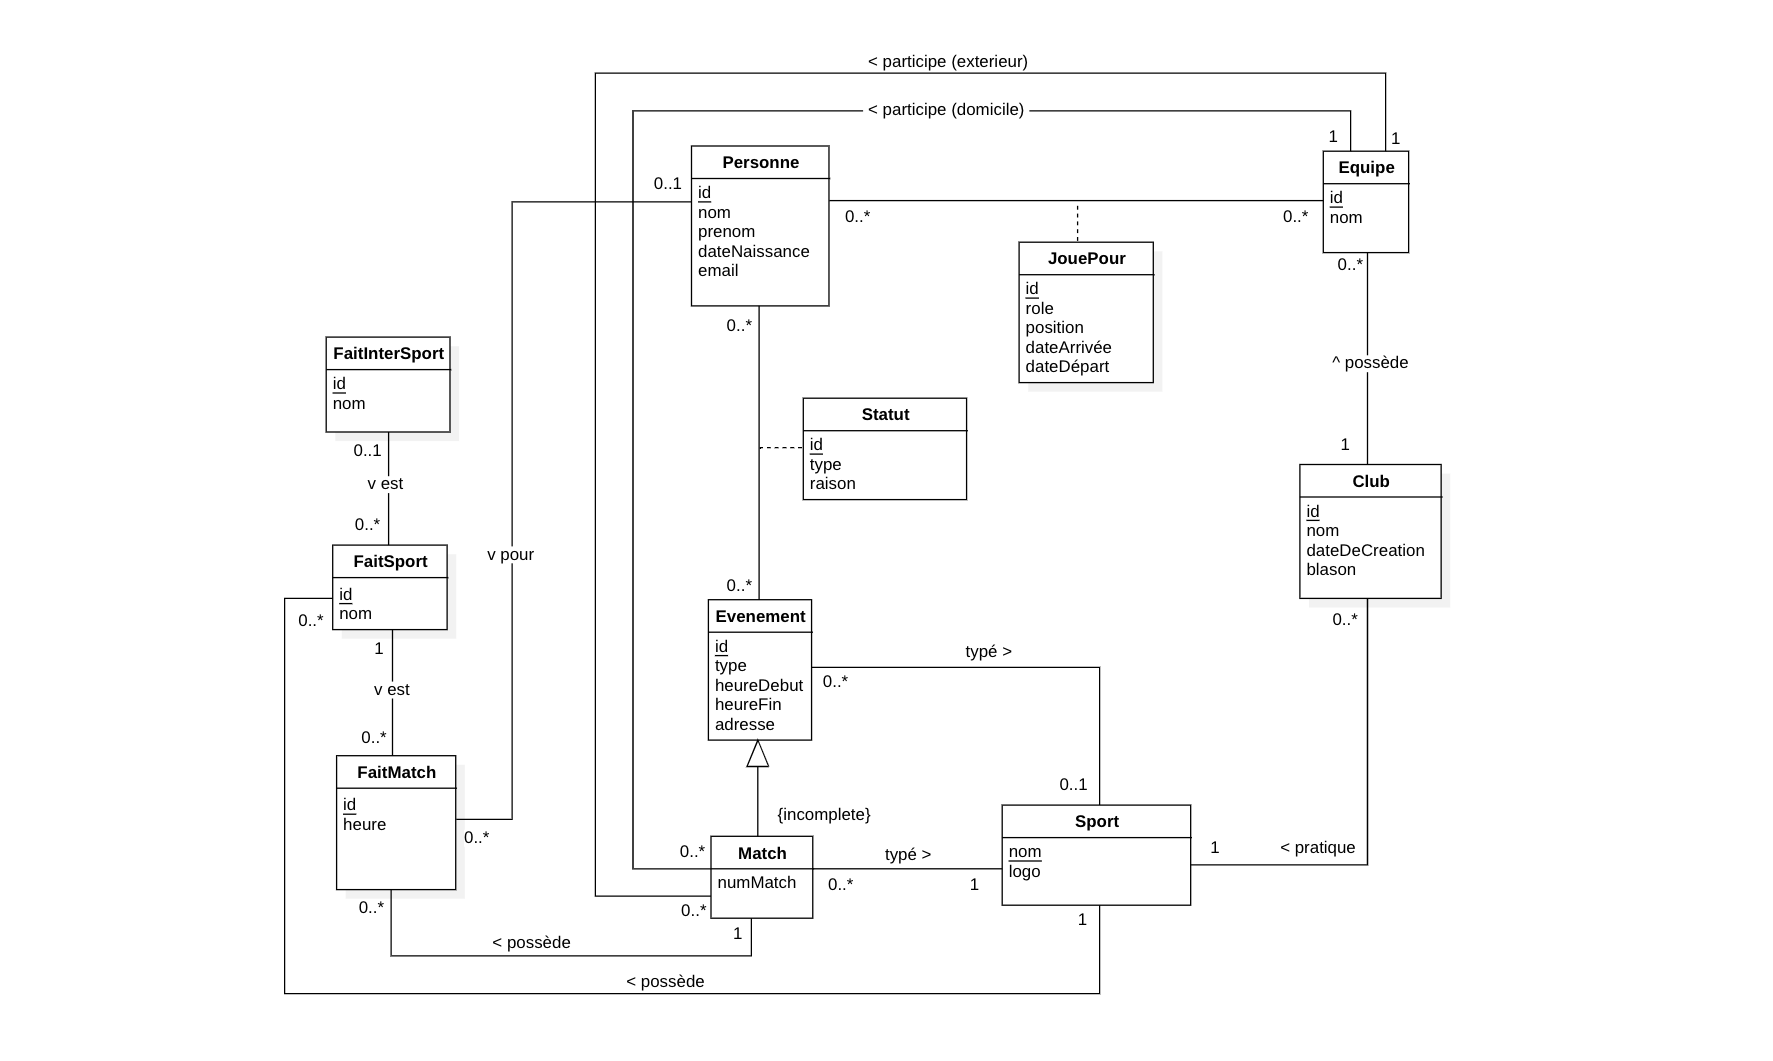 < participe (exterieur)
< participe (domicile)
1
1
Personne
id
nom
prenom
dateNaissance
email
0..1
0..*
0..*
Equipe
id
nom
JouePour
id
role
position
dateArrivée
dateDépart
0..*
0..*
^ possède
1
FaitInterSport
id
nom
0..1
v est
0..*
Statut
id
type
raison
Club
id
nom
dateDeCreation
blason
0..*
FaitSport
id
nom
0..*
1
v pour
v est
0..*
0..*
Evenement
id
type
heureDebut
heureFin
adresse
typé >
0..*
0..1
FaitMatch
id
heure
0..*
0..*
{incomplete}
0..*
Match
numMatch
0..*
1
typé >
0..*
1
Sport
nom
logo
1
< pratique
1
< possède
< possède